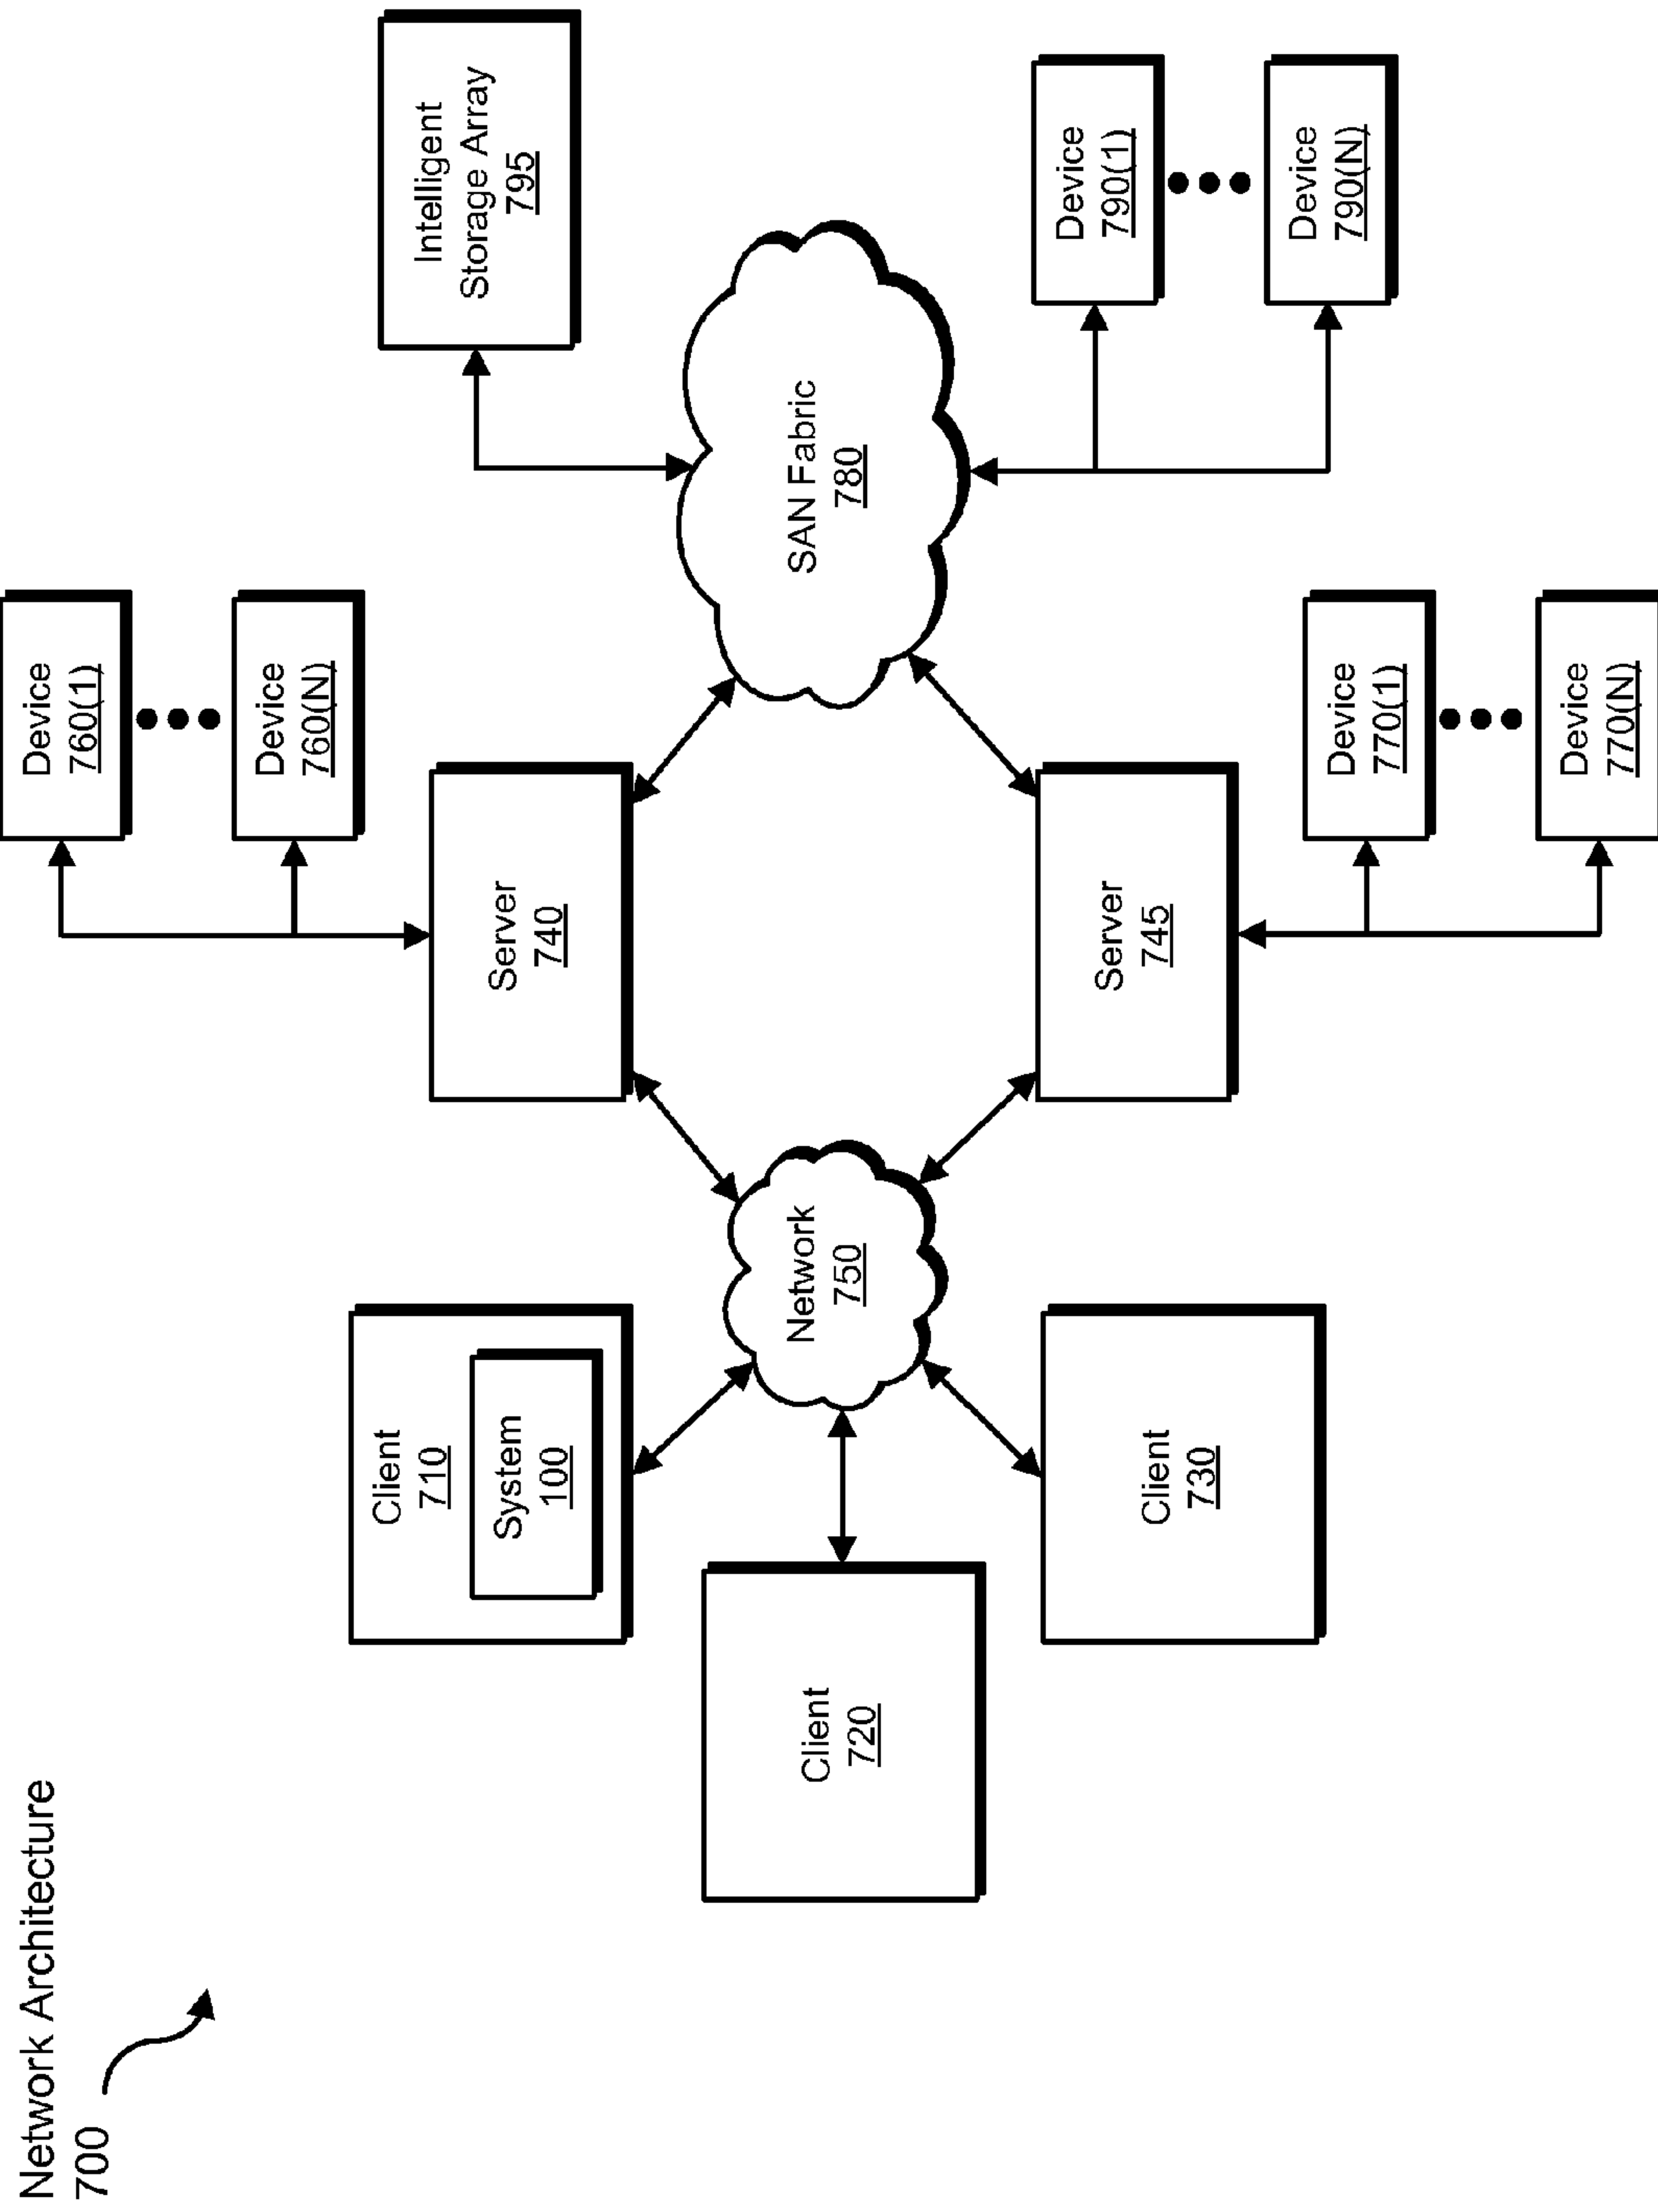 Network Architecture
700
Client
710
System
100
Client
720
Client
730
Network
750
Server
740
Server
745
Device
760(1)
Device
760(N)
Device
770(1)
Device
770(N)
SAN Fabric
780
Intelligent
Storage Array
795
Device
790(1)
Device
790(N)